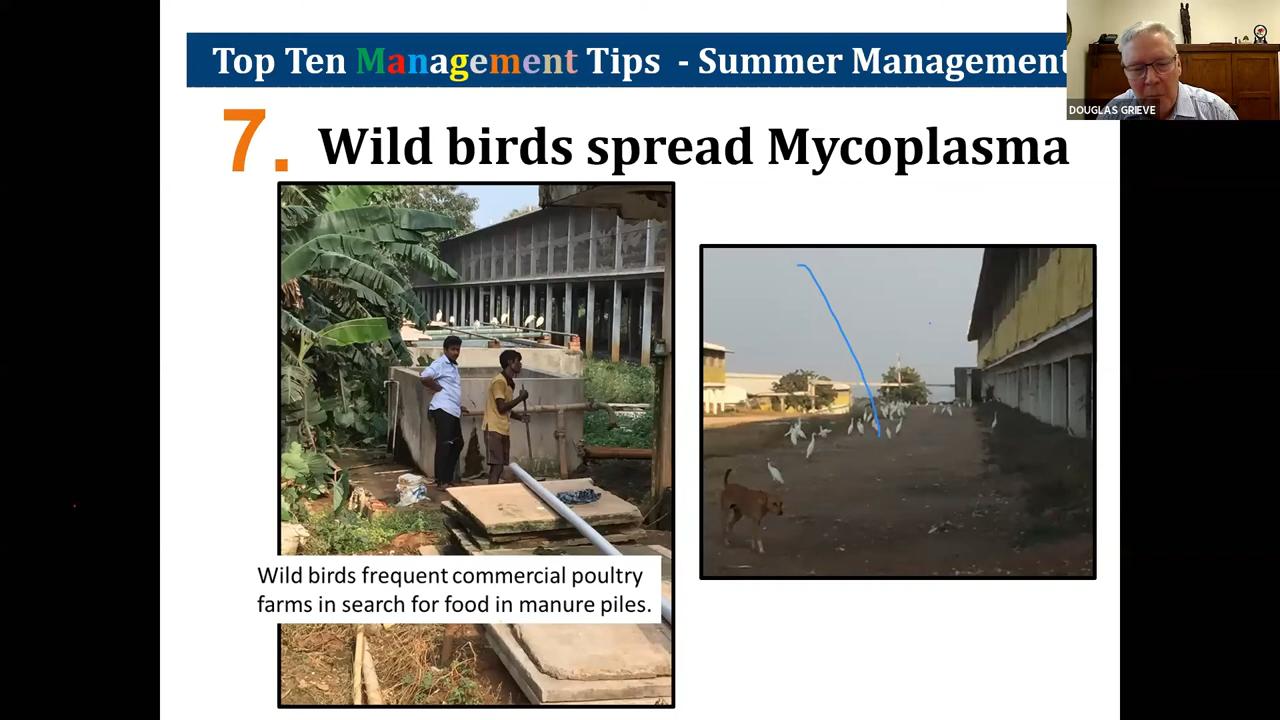 Top Ten Management Tips - Summer Management
DOUGLAS GRIEVE
7. Wild birds spread Mycoplasma
Wild birds frequent commercial poultry
farms in search for food in manure piles.